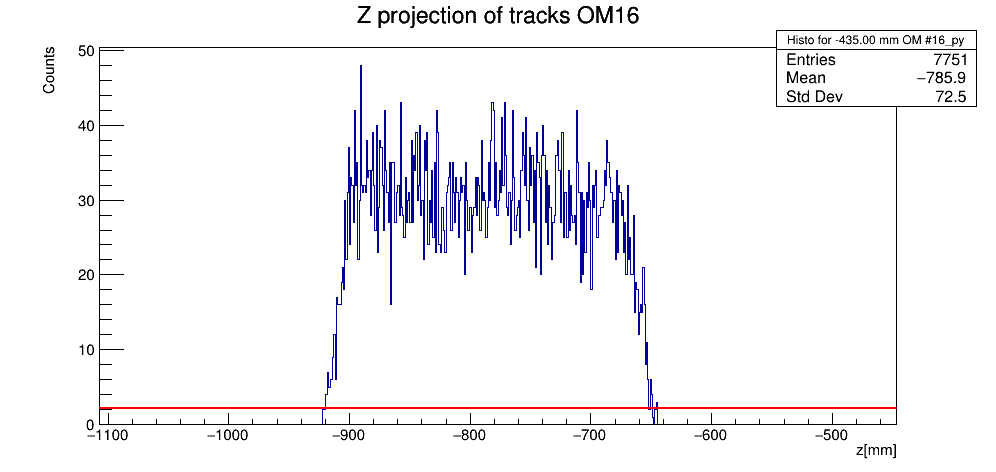 Z projection of tracks OM16
Histo for -435.00 mm OM #16_py
Entries 7751
Mean −785.9
Std Dev 72.5
Counts
50
40
30
20
10
0
−1100 −1000 −900 −800 −700 −600 −500
z[mm]